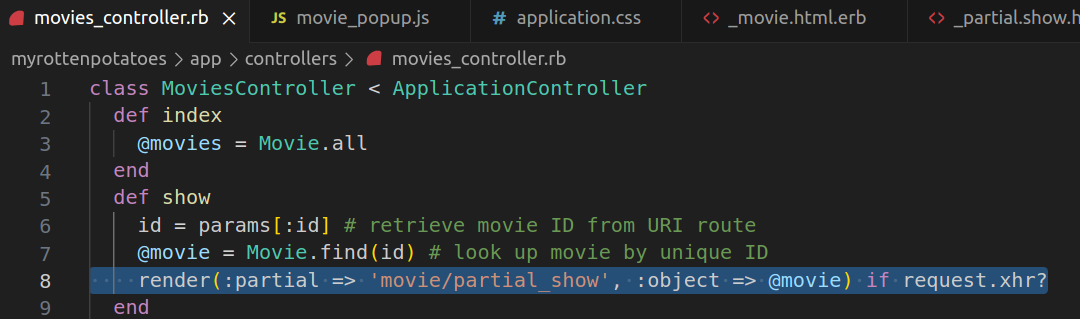 movies_controller.rb × JS movie_popup.js # application.css <> _movie.html.erb <> _partial.show.h
myrottenpotatoes > app > controllers > movies_controller.rb
1 class MoviesController < ApplicationController
2 def index
3 @movies = Movie.all
4 end
5 def show
6 id = params[:id] # retrieve movie ID from URI route
7 @movie = Movie.find(id) # look up movie by unique ID
8 render(:partial => 'movie/partial_show', :object => @movie) if request.xhr?
9 end